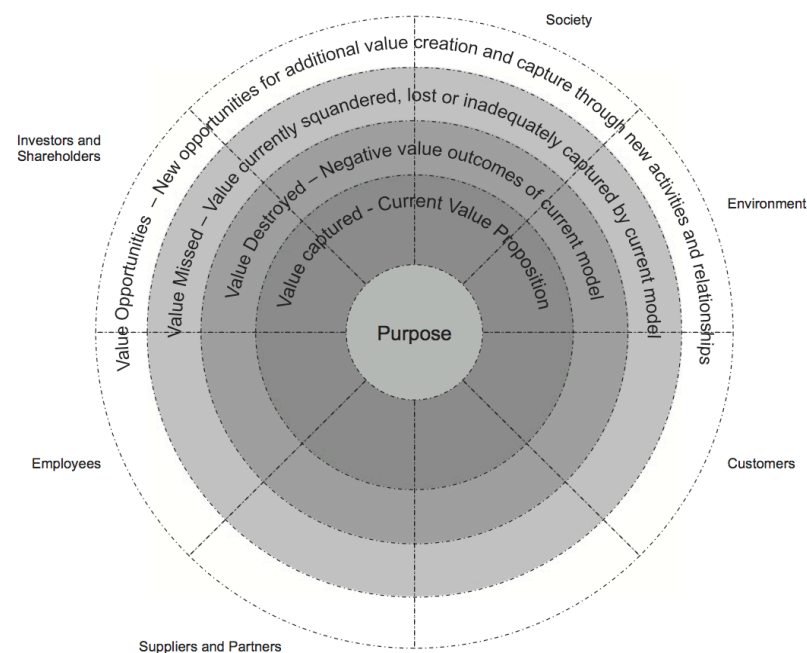 Society
Value Opportunities – New opportunities for additional value creation and capture through new activities and relationships
Value Missed – Value currently squandered, lost or inadequately captured by current model
Value Destroyed – Negative value outcomes of current model
Value captured - Current Value Proposition
Investors and
Shareholders
Environment
Purpose
Employees
Customers
Suppliers and Partners